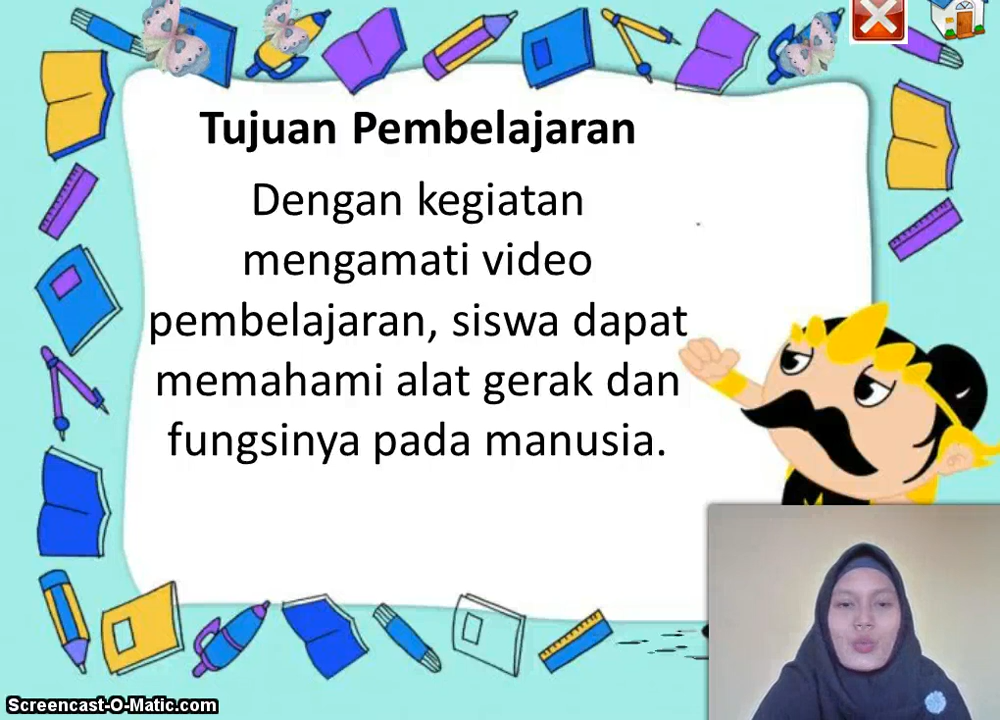 Tujuan Pembelajaran
Dengan kegiatan
mengamati video
pembelajaran, siswa dapat
memahami alat gerak dan
fungsinya pada manusia.
Screencast-O-Matic.com